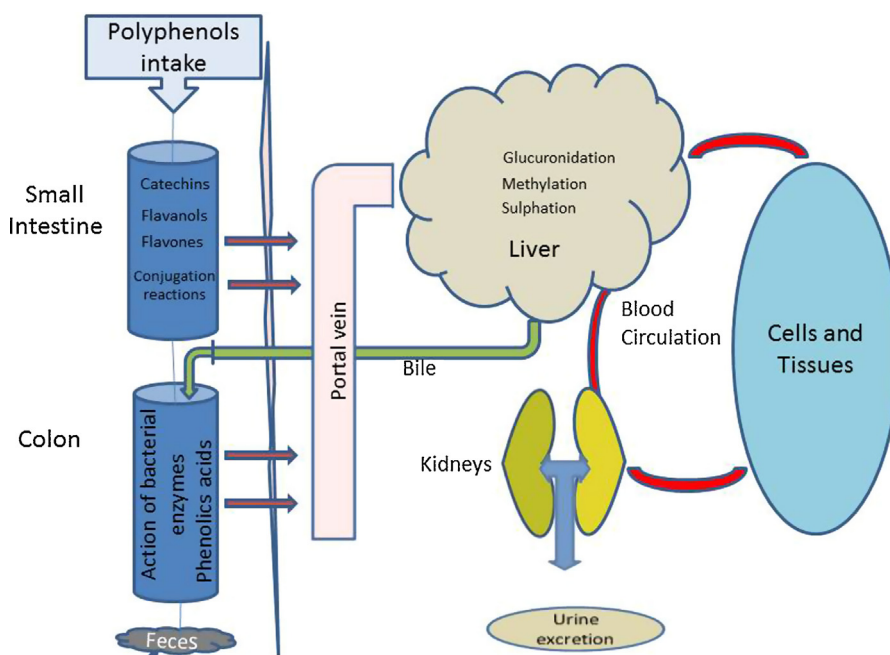 Polyphenols
intake
Small
Intestine
Catechins
Flavanols
Flavones
Conjugation
reactions
Glucuronidation
Methylation
Sulphation
Liver
Blood
Circulation
Cells and
Tissues
Portal vein
Bile
Colon
Action of bacterial
enzymes
Phenolics acids
Kidneys
Feces
Urine
excretion